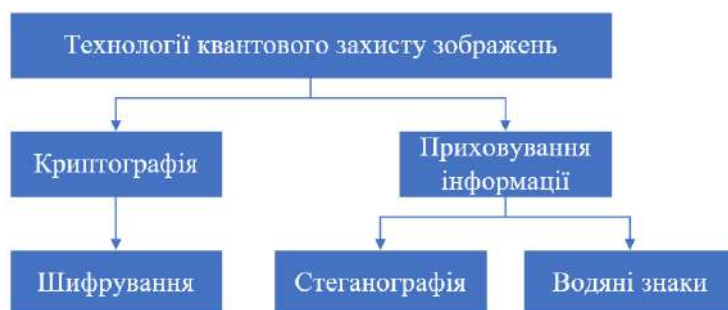 Технології квантового захисту зображень
Криптографія
Приховування
інформації
Шифрування
Стеганографія
Водяні знаки